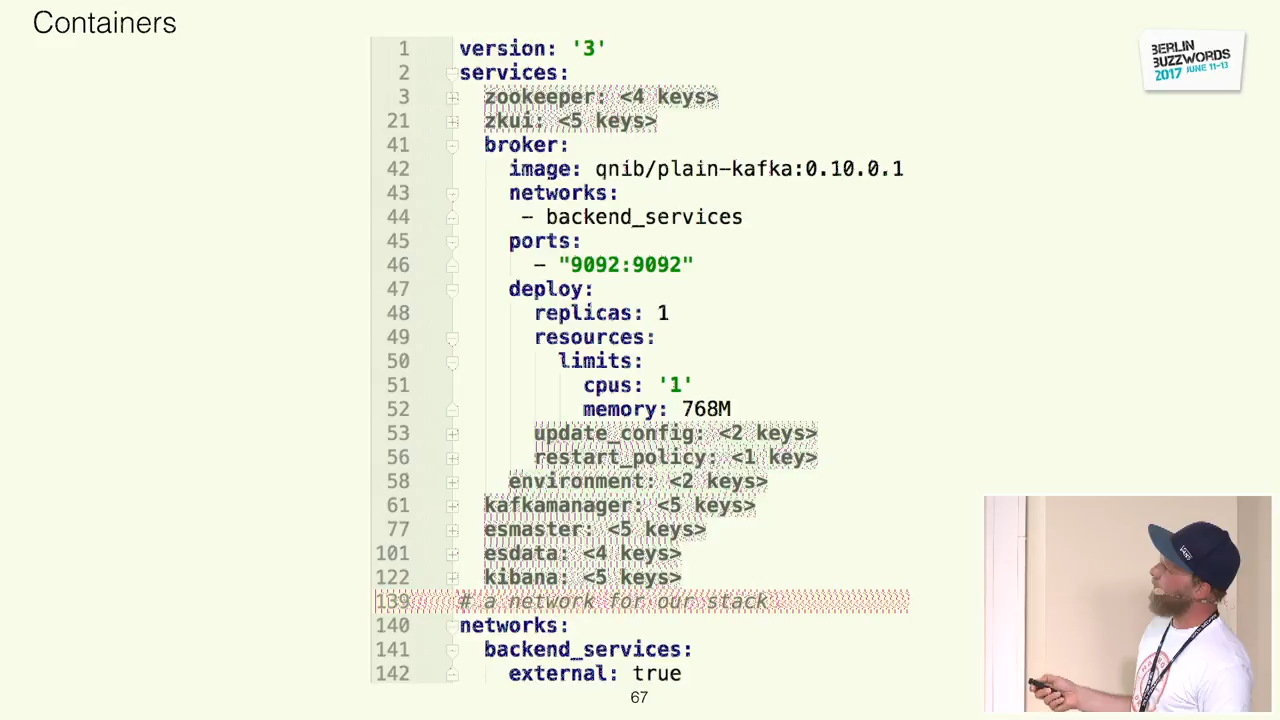 Containers
BERLIN
BUZZWORDS
2017 JUNE 11-13
1 version: '3'
2 services:
3 zookeeper: <4 keys>
21 zkui: <5 keys>
41 broker:
42 image: qnib/plain-kafka:0.10.0.1
43 networks:
44 - backend_services
45 ports:
46 - "9092:9092"
47 deploy:
48 replicas: 1
49 resources:
50 limits:
51 cpus: '1'
52 memory: 768M
53 update_config: <2 keys>
56 restart_policy: <1 key>
58 environment: <2 keys>
61 kafkamanager: <5 keys>
77 esmaster: <5 keys>
101 esdata: <4 keys>
122 kibana: <5 keys>
139 # a network for our stack
140 networks:
141 backend_services:
142 external: true
67